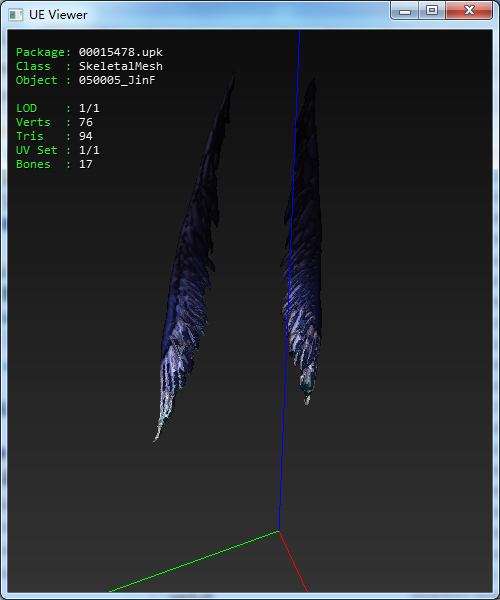 UE Viewer
Package: 00015478.upk
Class : SkeletalMesh
Object : 050005_JinF
LOD : 1/1
Verts : 76
Tris : 94
UV Set : 1/1
Bones : 17